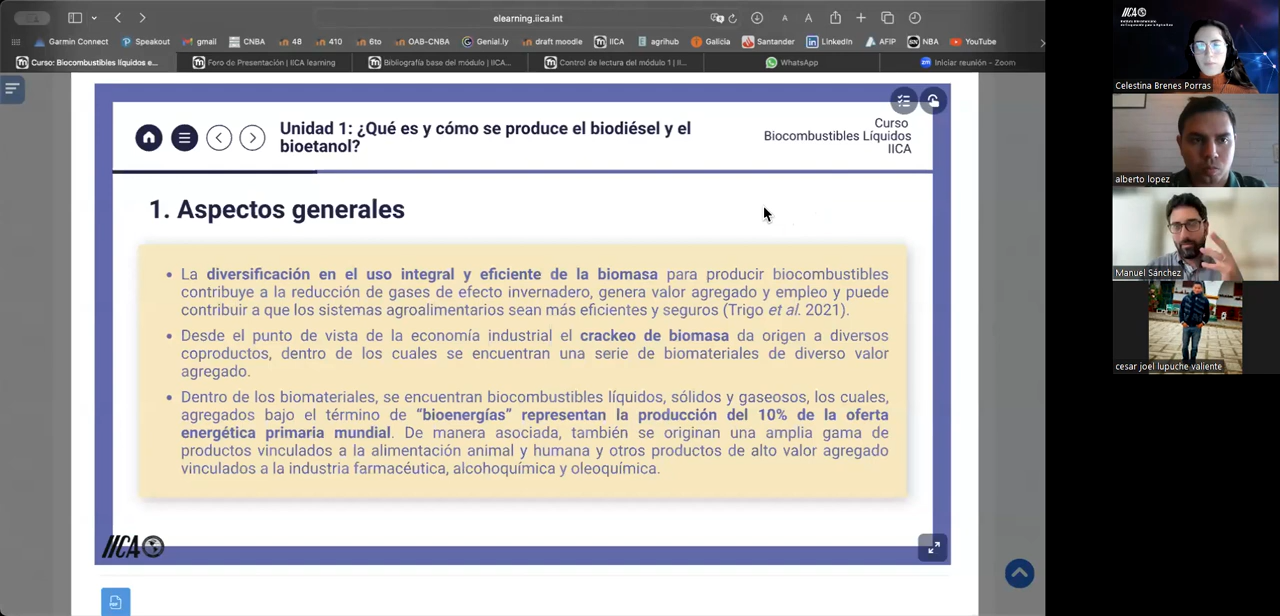 elearning.iica.int
A
A
Garmin Connect
Speakout
gmail
CNBA
48
410
6to
OAB-CNBA
Genial.ly
draft moodle
IICA
agrihub
Galicia
Santander
LinkedIn
AFIP
NBA
YouTube
Curso: Biocombustibles líquidos e...
Foro de Presentación | IICA learning
Bibliografía base del módulo | IICA...
Control de lectura del módulo 1 | II...
WhatsApp
Iniciar reunión - Zoom
Unidad 1: ¿Qué es y cómo se produce el biodiésel y el
bioetanol?
Curso
Biocombustibles Líquidos
IICA
1. Aspectos generales
• La diversificación en el uso integral y eficiente de la biomasa para producir biocombustibles
contribuye a la reducción de gases de efecto invernadero, genera valor agregado y empleo y puede
contribuir a que los sistemas agroalimentarios sean más eficientes y seguros (Trigo et al. 2021).
• Desde el punto de vista de la economía industrial el crackeo de biomasa da origen a diversos
coproductos, dentro de los cuales se encuentran una serie de biomateriales de diverso valor
agregado.
• Dentro de los biomateriales, se encuentran biocombustibles líquidos, sólidos y gaseosos, los cuales,
agregados bajo el término de “bioenergías” representan la producción del 10% de la oferta
energética primaria mundial. De manera asociada, también se originan una amplia gama de
productos vinculados a la alimentación animal y humana y otros productos de alto valor agregado
vinculados a la industria farmacéutica, alcohoquímica y oleoquímica.
IICA
IICA
Celestina Brenes Porras
alberto lopez
Manuel Sánchez
cesar joel lupuche valiente